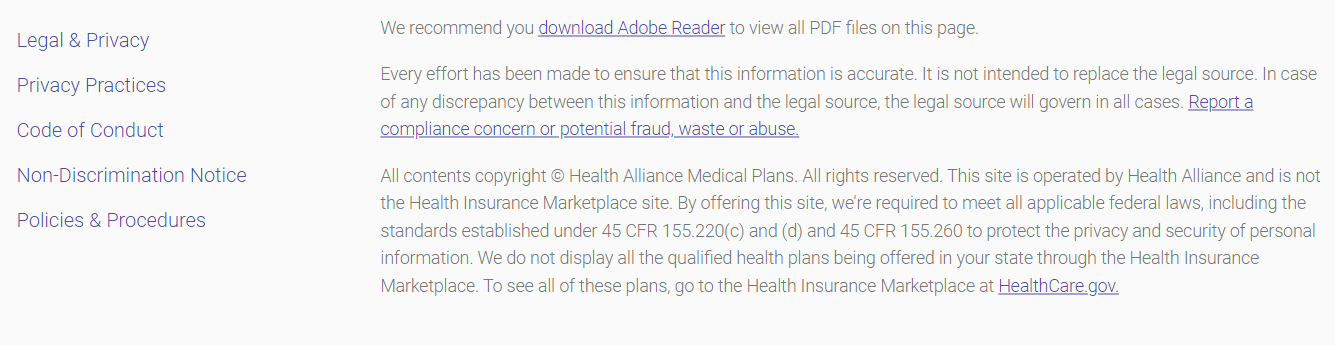 Legal & Privacy
Privacy Practices
Code of Conduct
Non-Discrimination Notice
Policies & Procedures
We recommend you download Adobe Reader to view all PDF files on this page.
Every effort has been made to ensure that this information is accurate. It is not intended to replace the legal source. In case
of any discrepancy between this information and the legal source, the legal source will govern in all cases. Report a
compliance concern or potential fraud, waste or abuse.
All contents copyright © Health Alliance Medical Plans. All rights reserved. This site is operated by Health Alliance and is not
the Health Insurance Marketplace site. By offering this site, we're required to meet all applicable federal laws, including the
standards established under 45 CFR 155.220(c) and (d) and 45 CFR 155.260 to protect the privacy and security of personal
information. We do not display all the qualified health plans being offered in your state through the Health Insurance
Marketplace. To see all of these plans, go to the Health Insurance Marketplace at HealthCare.gov.